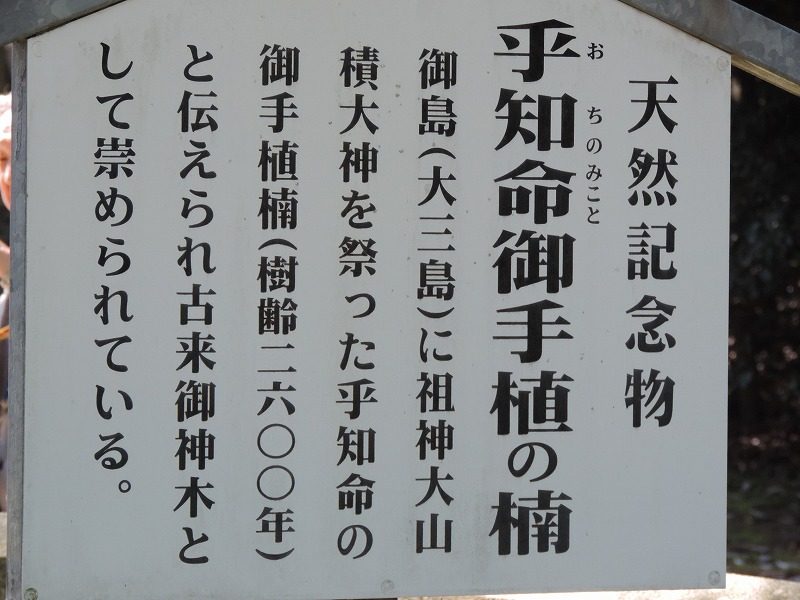 天然記念物
乎知命御手植の楠
お ちのみこと
御島(大三島)に祖神大山
積大神を祭った乎知命の
御手植楠(樹齢二六〇〇年)
と伝えられ古来御神木と
して崇められている。